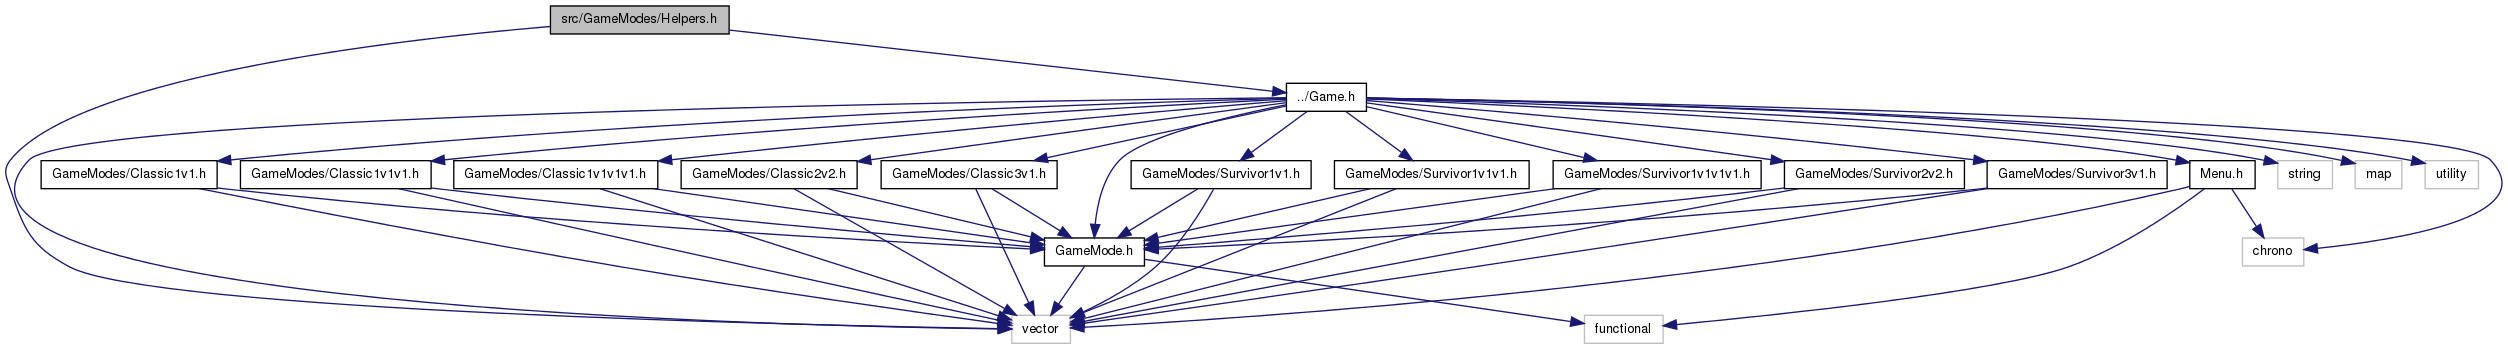 src/GameModes/Helpers.h
../Game.h
GameModes/Classic1v1.h
GameModes/Classic1v1v1.h
GameModes/Classic1v1v1v1.h
GameModes/Classic2v2.h
GameModes/Classic3v1.h
GameModes/Survivor1v1.h
GameModes/Survivor1v1v1.h
GameModes/Survivor1v1v1v1.h
GameModes/Survivor2v2.h
GameModes/Survivor3v1.h
Menu.h
string
map
utility
GameMode.h
chrono
vector
functional